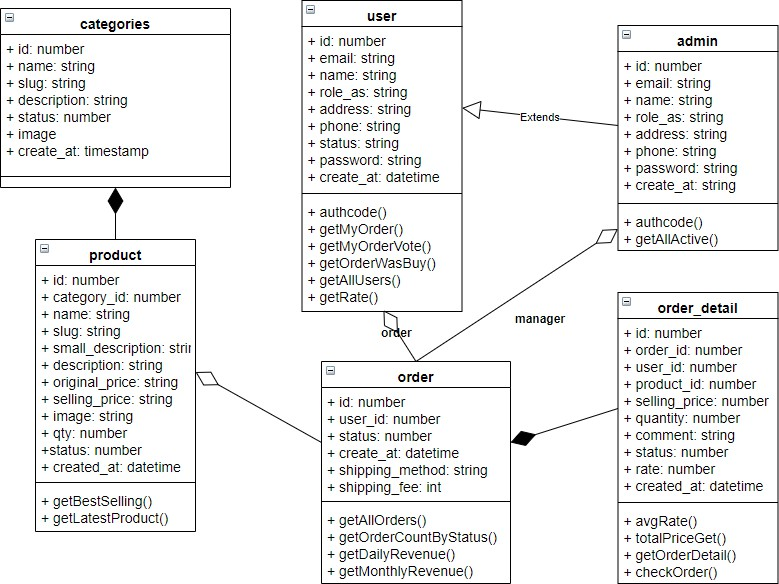 categories
+ id: number
+ name: string
+ slug: string
+ description: string
+ status: number
+ image
+ create_at: timestamp
user
+ id: number
+ email: string
+ name: string
+ role_as: string
+ address: string
+ phone: string
+ status: string
+ password: string
+ create_at: datetime
+ authcode()
+ getMyOrder()
+ getMyOrderVote()
+ getOrderWasBuy()
+ getAllUsers()
+ getRate()
Extends
admin
+ id: number
+ email: string
+ name: string
+ role_as: string
+ address: string
+ phone: string
+ password: string
+ create_at: string
+ authcode()
+ getAllActive()
product
+ id: number
+ category_id: number
+ name: string
+ slug: string
+ small_description: strir
+ description: string
+ original_price: string
+ selling_price: string
+ image: string
+ qty: number
+status: number
+ created_at: datetime
+ getBestSelling()
+ getLatestProduct()
order
manager
order
+ id: number
+ user_id: number
+ status: number
+ create_at: datetime
+ shipping_method: string
+ shipping_fee: int
+ getAllOrders()
+ getOrderCountByStatus()
+ getDailyRevenue()
+ getMonthlyRevenue()
order_detail
+ id: number
+ order_id: number
+ user_id: number
+ product_id: number
+ selling_price: number
+ quantity: number
+ comment: string
+ status: number
+ rate: number
+ created_at: datetime
+ avgRate()
+ totalPriceGet()
+ getOrderDetail()
+ checkOrder()